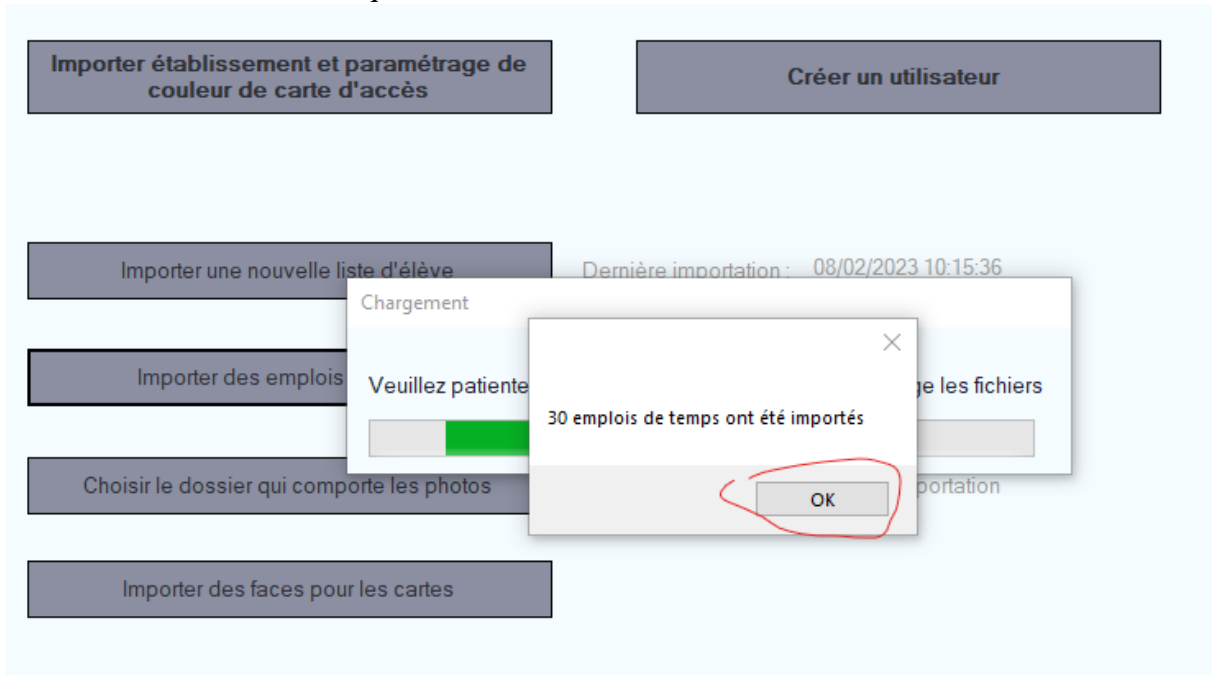 Importer établissement et paramétrage de
couleur de carte d'accès
Créer un utilisateur
Importer une nouvelle liste d'élève
Dernière importation : 08/02/2023 10:15:36
Chargement
Importer des emplois
Veuillez patiente
les fichiers
30 emplois de temps ont été importés
Choisir le dossier qui comporte les photos
OK
portation
Importer des faces pour les cartes